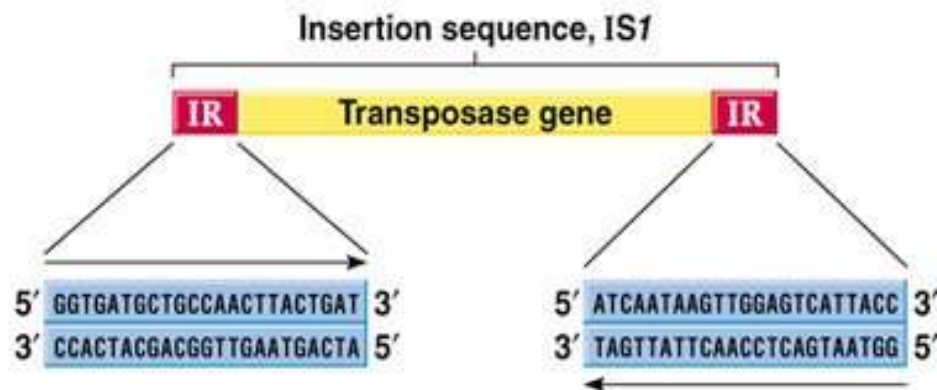 Insertion sequence, IS1
IR Transposase gene IR
5′ GGTGATGCTGCCAACTTACTGAT 3′ 5′ ATCAATAAGTTGGAGTCATTACC 3′
3′ CCACTACGACGGTTGAATGACTA 5′ 3′ TAGTTATTCAACCTCAGTAATGG 5′